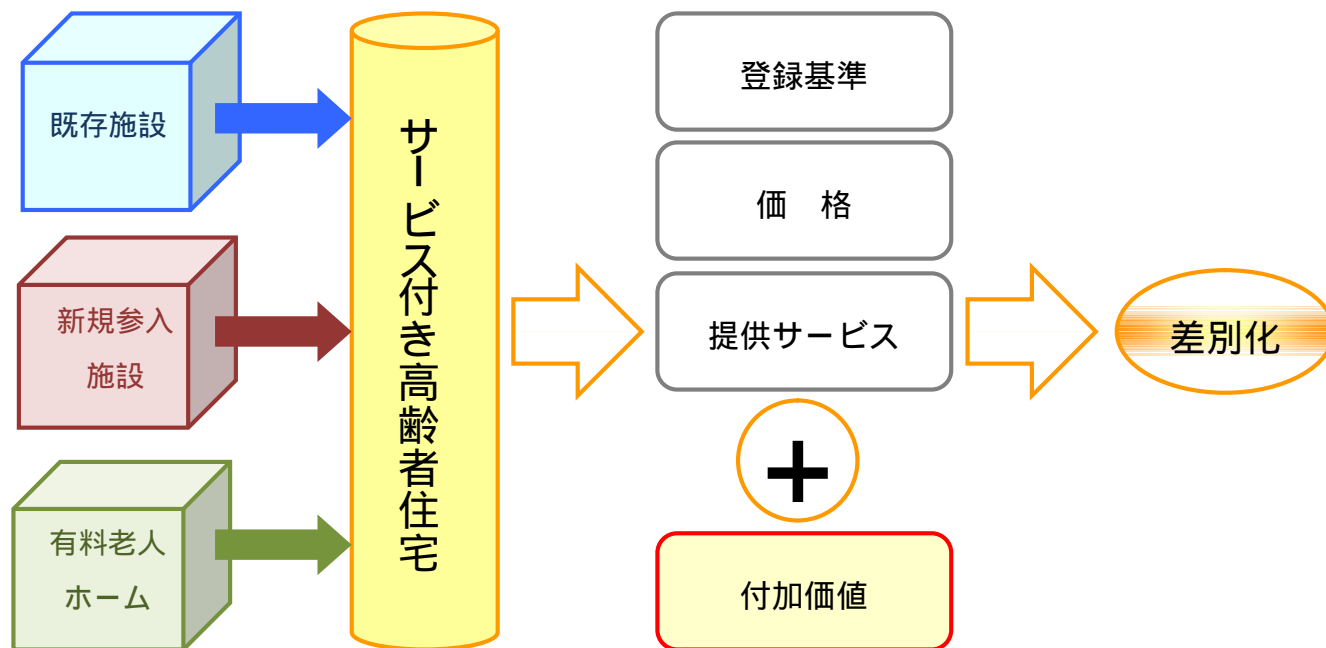 既存施設
新規参入
施設
有料老人
ホーム
サービス付き高齢者住宅
登録基準
価　格
提供サービス
+
付加価値
差別化